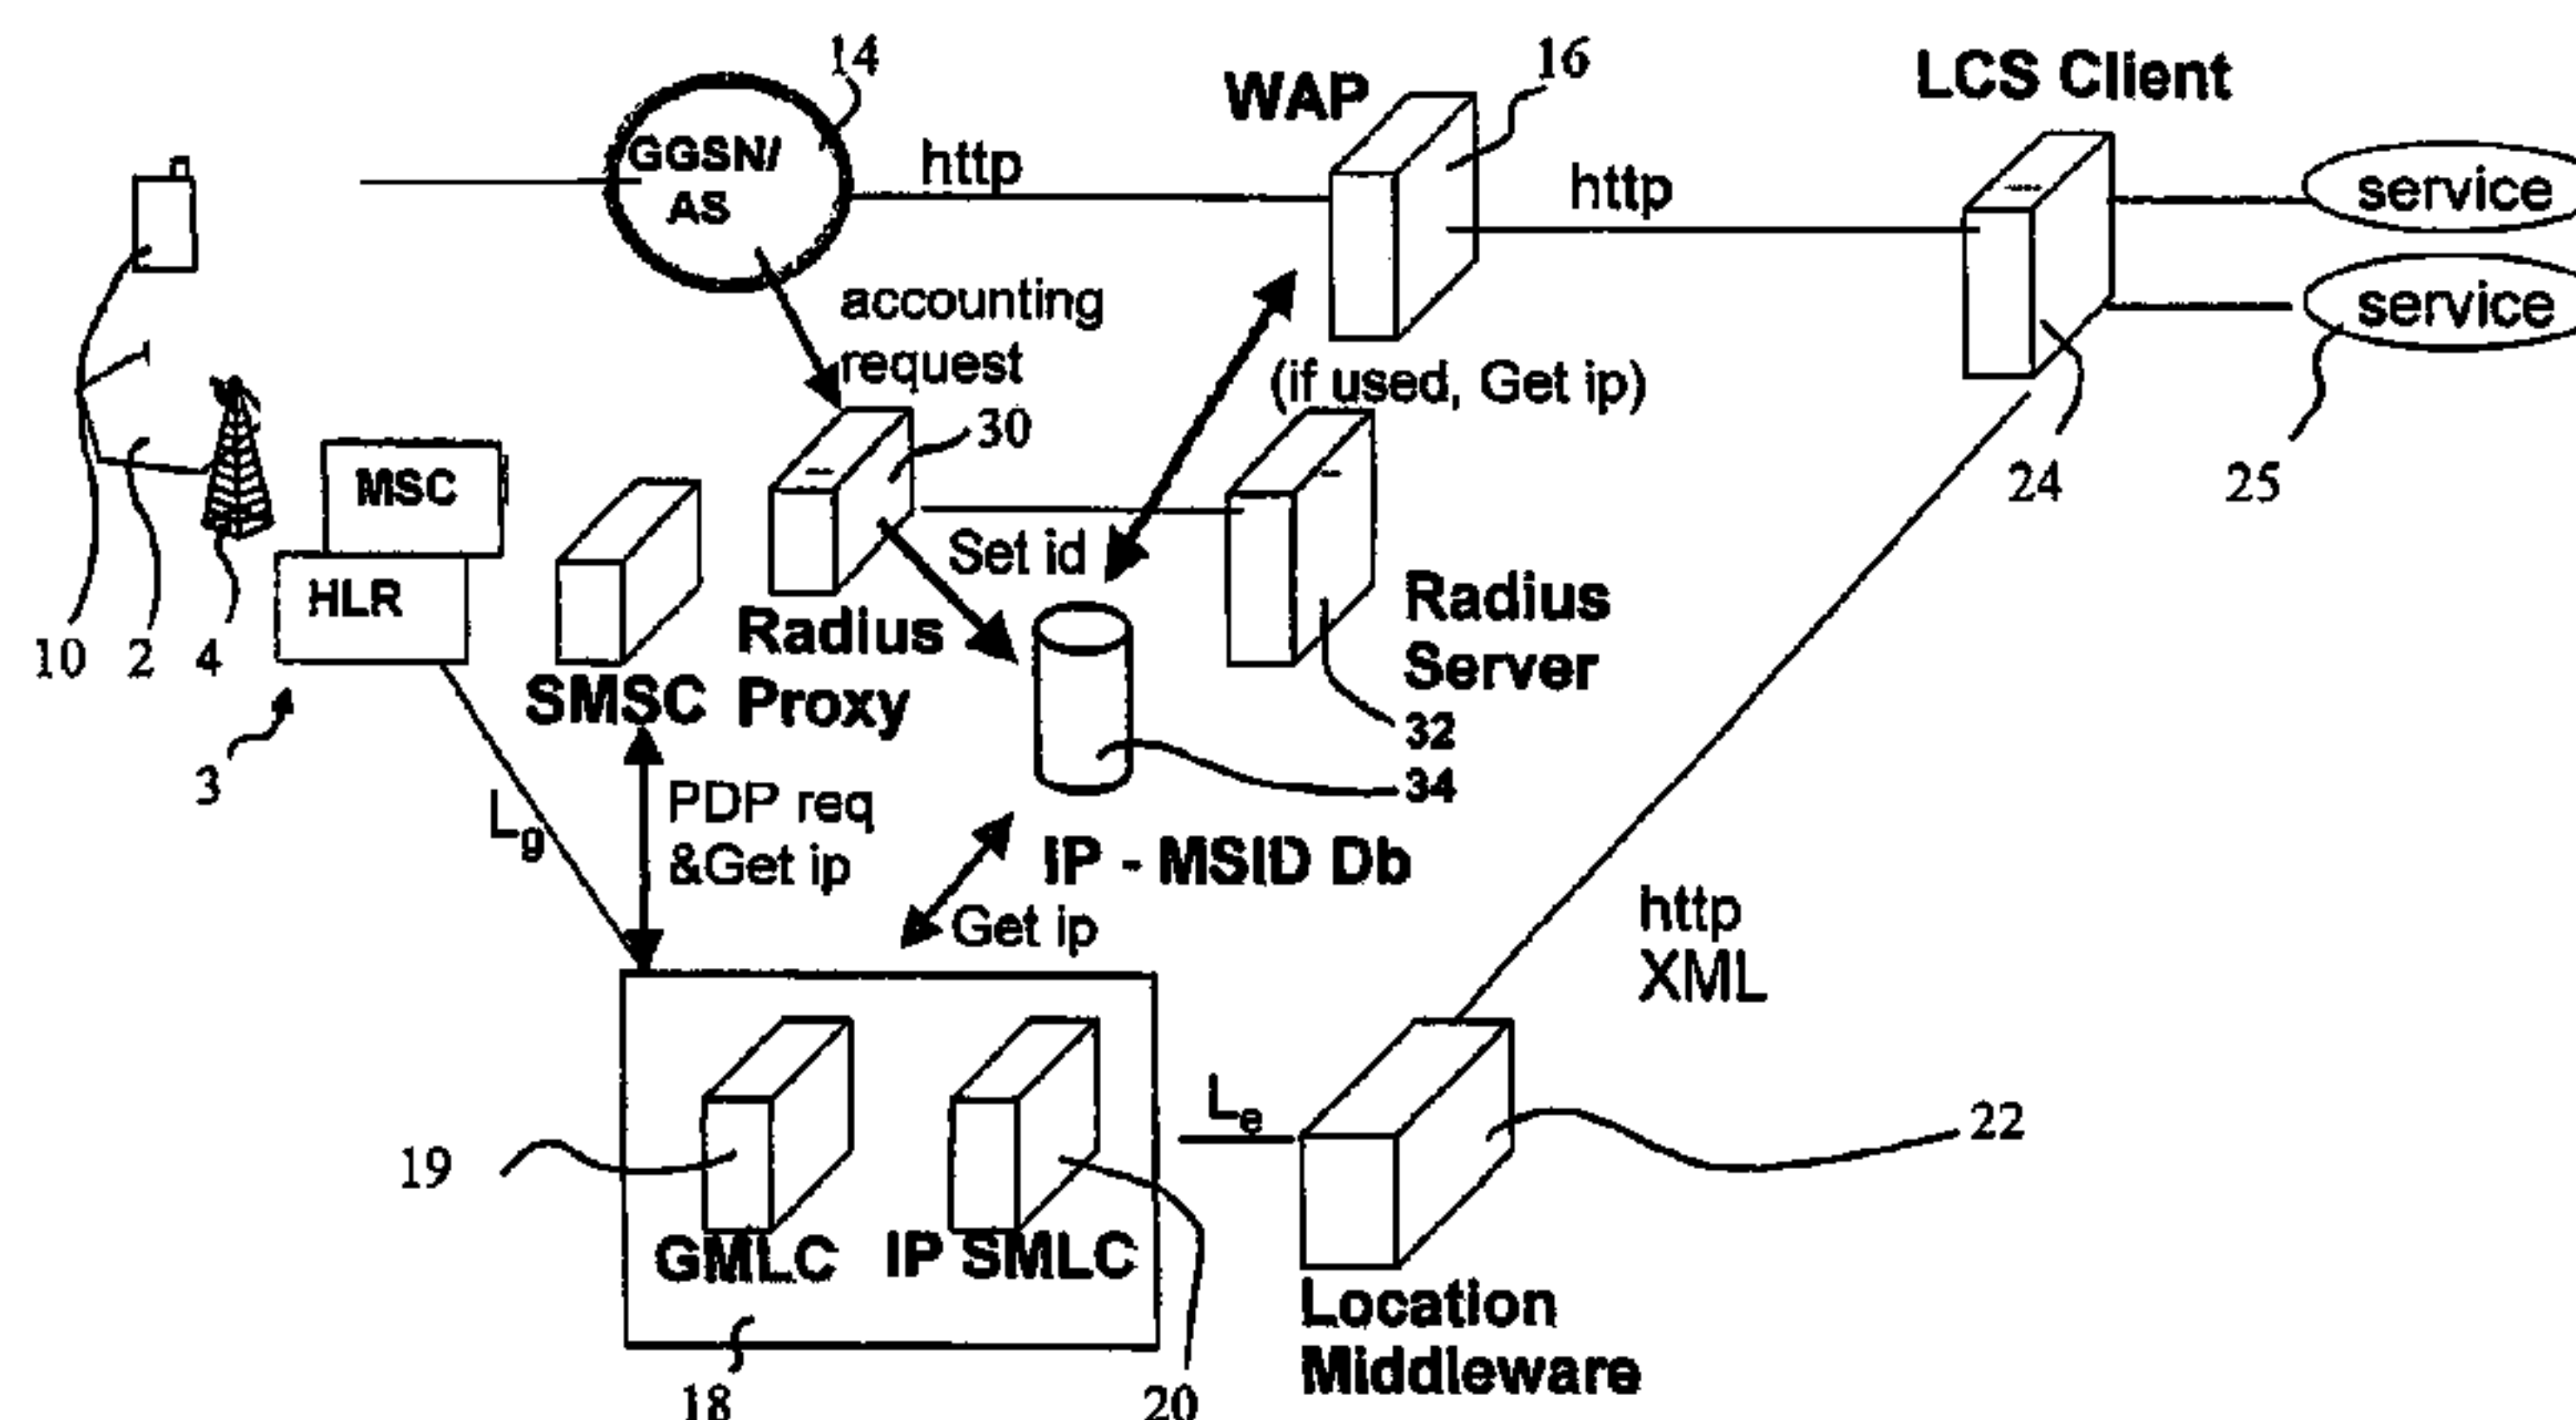 14
WAP
16
LCS Client
GGSN/
AS
http
http
service
service
accounting
request
(if used, Get ip)
30
24
25
MSC
HLR
Set id
10
2
4
3
SMSC
Radius
Proxy
Radius
Server
32
34
Lg
PDP req
&Get ip
IP - MSID Db
Get ip
http
XML
19
GMLC
IP SMLC
Le
22
Location
Middleware
18
20